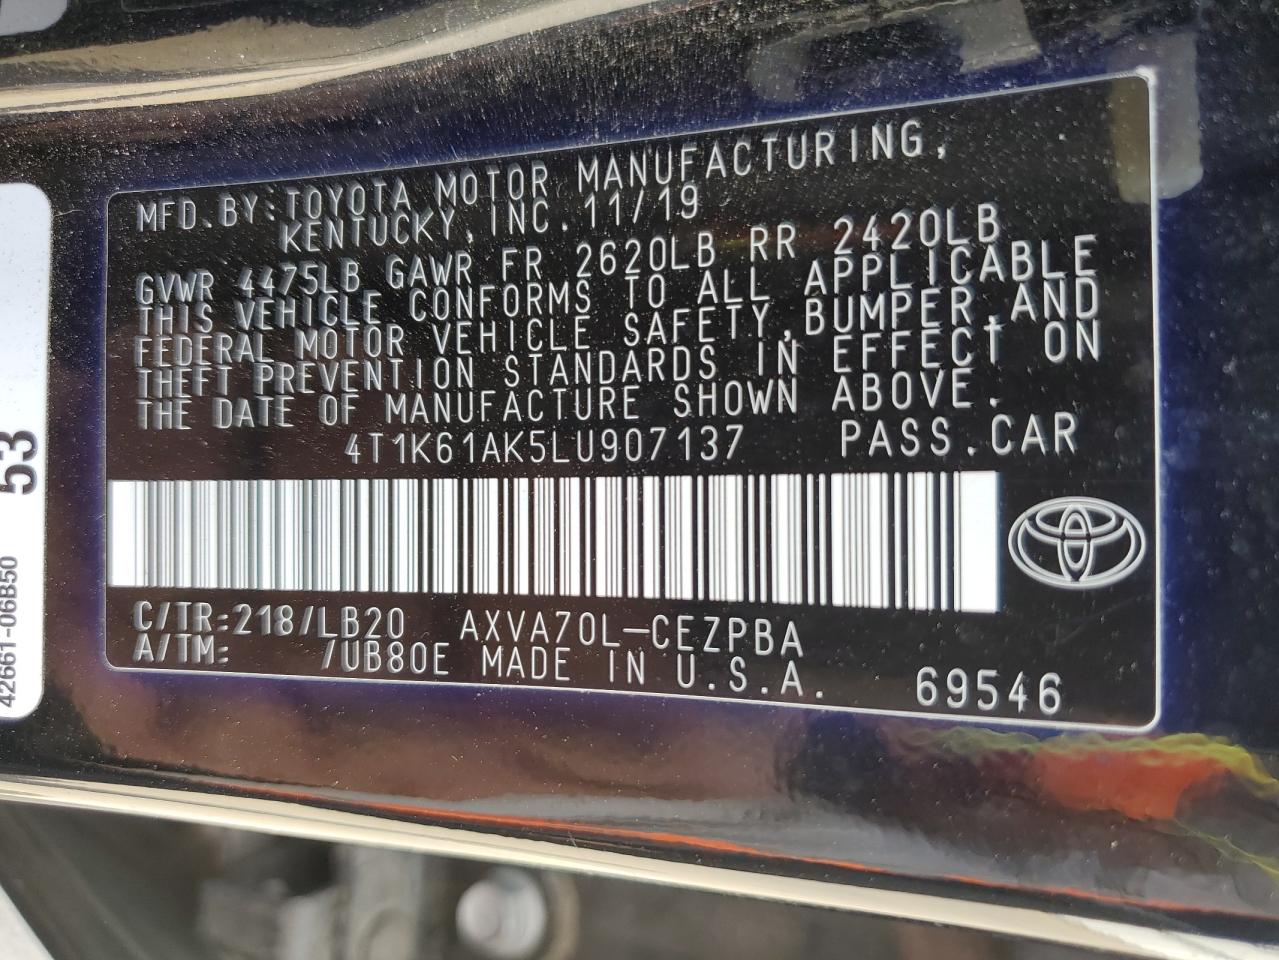 MFD.BY:TOYOTA MOTOR MANUFACTURING,
KENTUCKY, INC. 11/19
GVWR 4475LB GAWR FR 2620LB RR 2420LB
THIS VEHICLE CONFORMS TO ALL APPLICABLE
FEDERAL MOTOR VEHICLE SAFETY,BUMPER,AND
THEFT PREVENTION STANDARDS IN EFFECT ON
THE DATE OF MANUFACTURE SHOWN ABOVE.
4T1K61AK5LU907137 PASS.CAR
C/TR:218/LB20 AXVA70L-CEZPBA
A/TM: /UB80E MADE IN U.S.A. 69546
53
42661-06B50